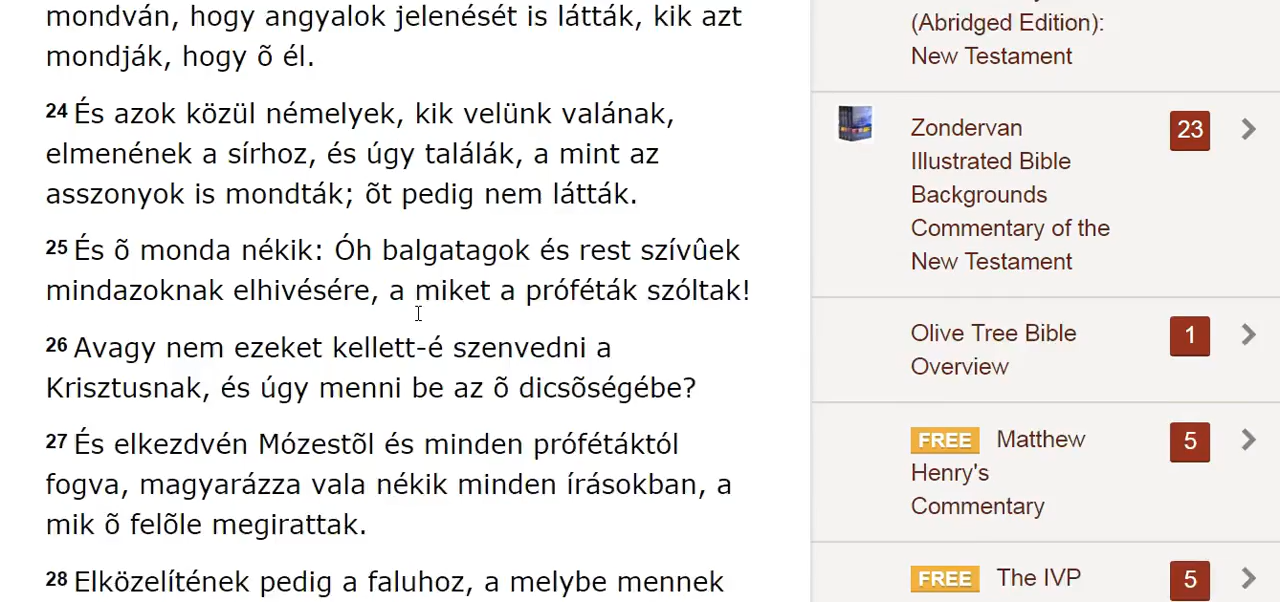 mondván, hogy angyalok jelenését is látták, kik azt
mondják, hogy õ él.
24 És azok közül némelyek, kik velünk valának,
elmenének a sírhoz, és úgy találák, a mint az
asszonyok is mondták; õt pedig nem látták.
25 És õ monda nékik: Óh balgatagok és rest szívûek
mindazoknak elhivésére, a miket a próféták szóltak!
26 Avagy nem ezeket kellett-é szenvedni a
Krisztusnak, és úgy menni be az õ dicsõségébe?
27 És elkezdvén Mózestõl és minden prófétáktól
fogva, magyarázza vala nékik minden írásokban, a
mik õ felõle megirattak.
28 Elközelítének pedig a faluhoz, a melybe mennek
(Abridged Edition):
New Testament
Zondervan
Illustrated Bible
Backgrounds
Commentary of the
New Testament
23
Olive Tree Bible
Overview
1
FREE Matthew
Henry's
Commentary
5
FREE The IVP
5